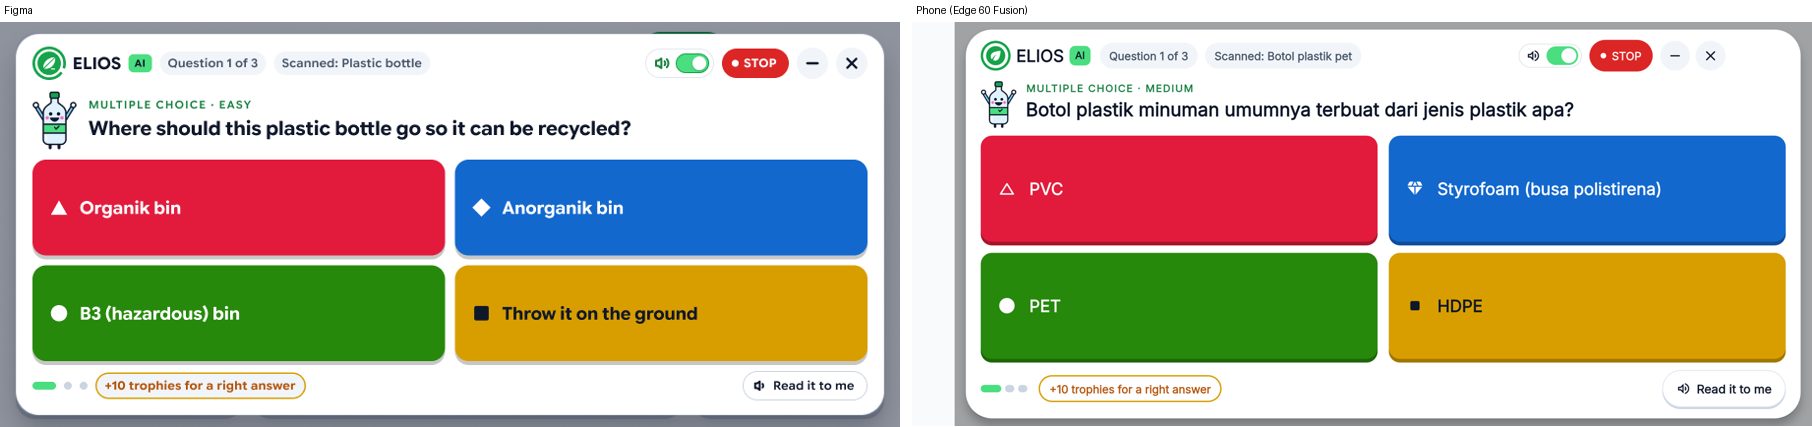 Figma
ELIOS AI Question 1 of 3 Scanned: Plastic bottle STOP
MULTIPLE CHOICE · EASY
Where should this plastic bottle go so it can be recycled?
Organik bin
Anorganik bin
B3 (hazardous) bin
Throw it on the ground
+10 trophies for a right answer
Read it to me
Phone (Edge 60 Fusion)
ELIOS AI Question 1 of 3 Scanned: Botol plastik pet STOP
MULTIPLE CHOICE · MEDIUM
Botol plastik minuman umumnya terbuat dari jenis plastik apa?
PVC
Styrofoam (busa polistirena)
PET
HDPE
+10 trophies for a right answer
Read it to me